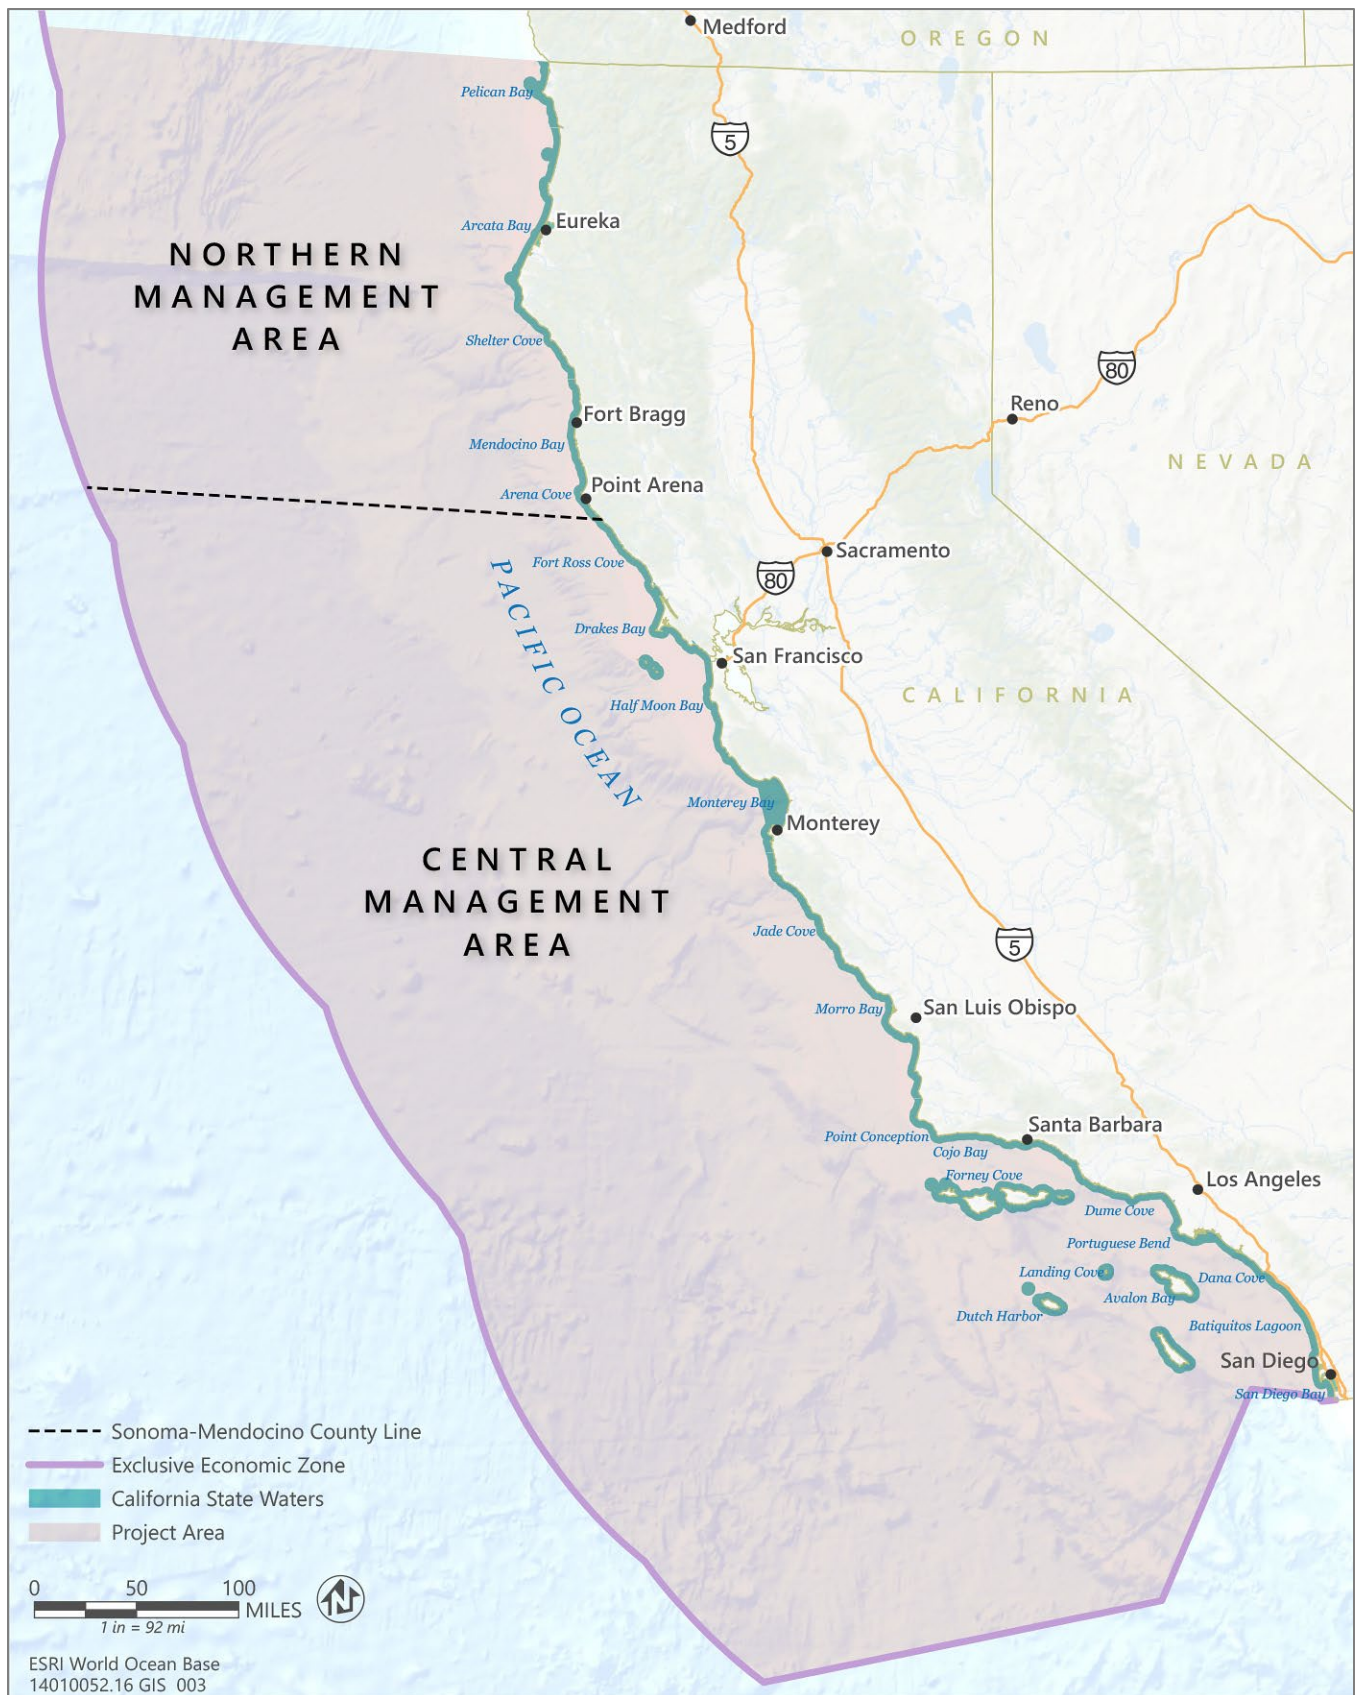 Medford
OREGON
Pelican Bay
5
Arcata Bay
Eureka
NORTHERN
MANAGEMENT
AREA
Shelter Cove
80
Reno
Fort Bragg
Mendocino Bay
NEVADA
Arena Cove
Point Arena
Sacramento
Fort Ross Cove
80
PACIFIC OCEAN
Drakes Bay
San Francisco
CALIFORNIA
Half Moon Bay
Monterey Bay
Monterey
CENTRAL
MANAGEMENT
AREA
Jade Cove
5
Morro Bay
San Luis Obispo
Santa Barbara
Point Conception
Cojo Bay
Forney Cove
Los Angeles
Dume Cove
Portuguese Bend
Landing Cove
Dana Cove
Avalon Bay
Dutch Harbor
Batiquitos Lagoon
San Diego
San Diego Bay
Sonoma-Mendocino County Line
Exclusive Economic Zone
California State Waters
Project Area
0 50 100
MILES
1 in = 92 mi
N
ESRI World Ocean Base
14010052.16 GIS 003